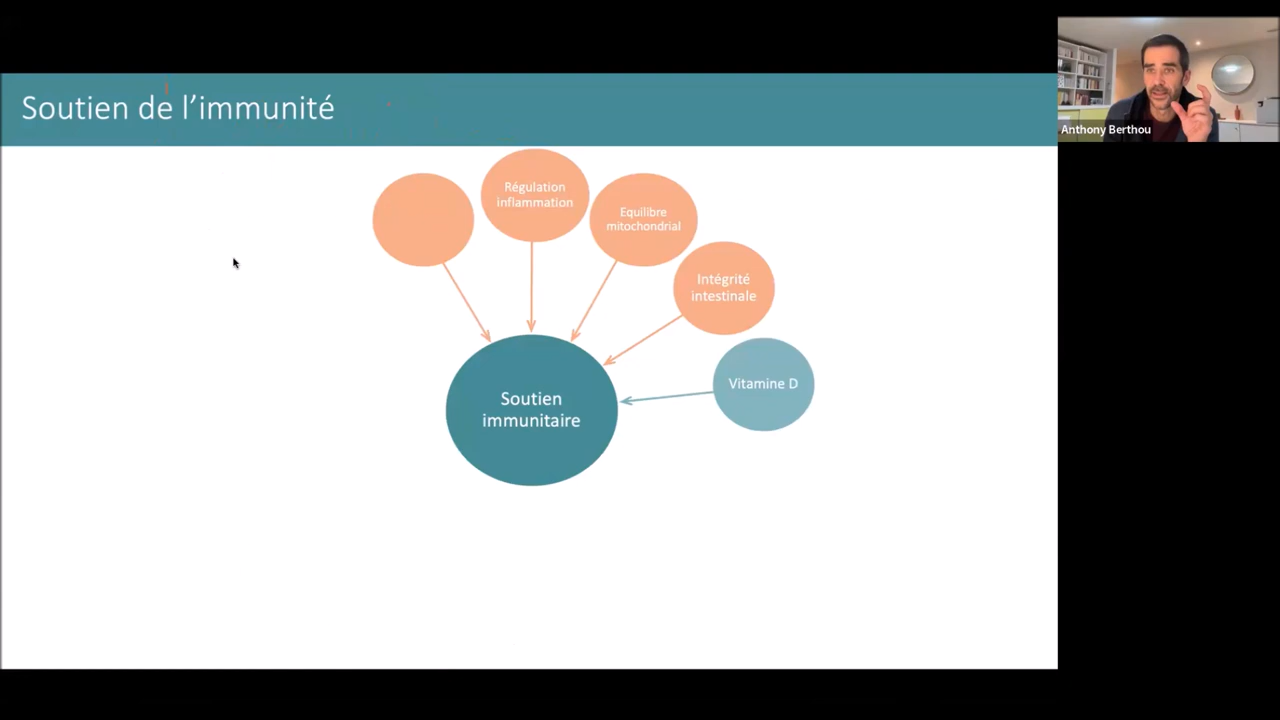 Soutien de l’immunité
Anthony Berthou
Régulation
inflammation
Equilibre
mitochondrial
Intégrité
intestinale
Vitamine D
Soutien
immunitaire